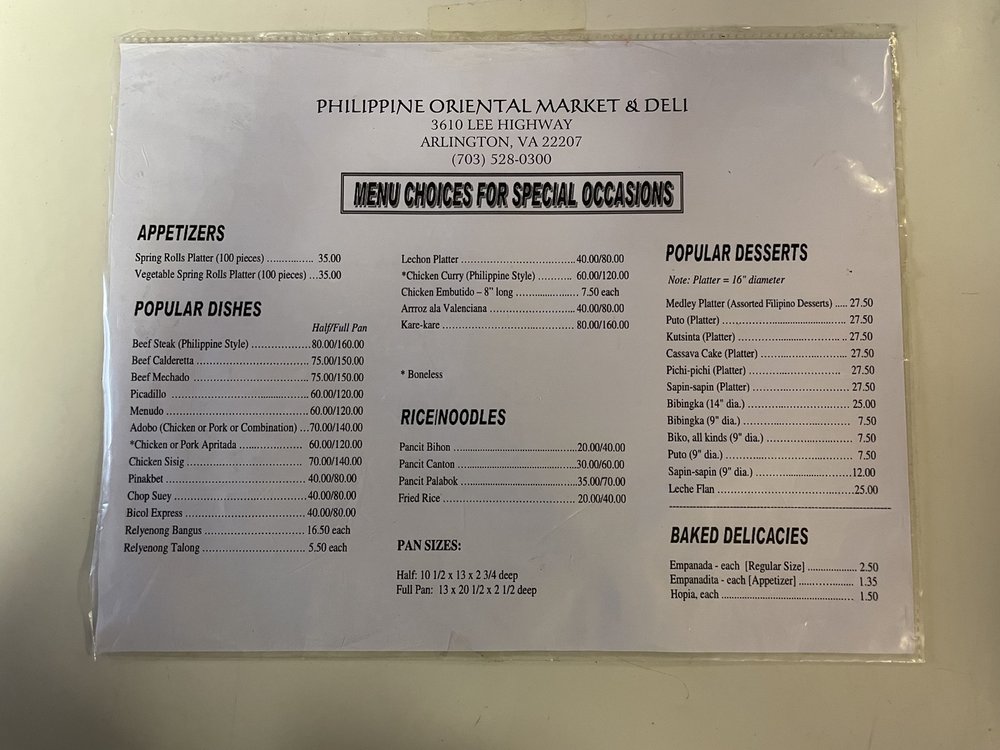 PHILIPPINE ORIENTAL MARKET & DELI
3610 LEE HIGHWAY
ARLINGTON, VA 22207
(703) 528-0300
MENU CHOICES FOR SPECIAL OCCASIONS
APPETIZERS
Spring Rolls Platter (100 pieces) ............ 35.00
Vegetable Spring Rolls Platter (100 pieces) ...35.00
POPULAR DISHES
Half/Full Pan
Beef Steak (Philippine Style) ..................80.00/160.00
Beef Calderetta ..................75.00/150.00
Beef Mechado ..................75.00/150.00
Picadillo ..................60.00/120.00
Menudo ..................60.00/120.00
Adobo (Chicken or Pork or Combination) ...70.00/140.00
*Chicken or Pork Apritada .................. 60.00/120.00
Chicken Sisig .................. 70.00/140.00
Pinakbet ..................40.00/80.00
Chop Suey ..................40.00/80.00
Bicol Express ..................40.00/80.00
Relyenong Bangus ..................16.50 each
Relyenong Talong ..................5.50 each
Lechon Platter ..................40.00/80.00
*Chicken Curry (Philippine Style) .......... 60.00/120.00
Chicken Embutido – 8" long .................. 7.50 each
Arrroz ala Valenciana ..................40.00/80.00
Kare-kare ..................80.00/160.00
* Boneless
RICE/NOODLES
Pancit Bihon ..................20.00/40.00
Pancit Canton ..................30.00/60.00
Pancit Palabok ..................35.00/70.00
Fried Rice .................. 20.00/40.00
PAN SIZES:
Half: 10 1/2 x 13 x 2 3/4 deep
Full Pan: 13 x 20 1/2 x 2 1/2 deep
POPULAR DESSERTS
Note: Platter = 16" diameter
Medley Platter (Assorted Filipino Desserts) ..... 27.50
Puto (Platter) .................. 27.50
Kutsinta (Platter) .................. 27.50
Cassava Cake (Platter) .................. 27.50
Pichi-pichi (Platter) .................. 27.50
Sapin-sapin (Platter) .................. 27.50
Bibingka (14" dia.) ..................25.00
Bibingka (9" dia.) .................. 7.50
Biko, all kinds (9" dia.) .................. 7.50
Puto (9" dia.) .................. 7.50
Sapin-sapin (9" dia.) ..................12.00
Leche Flan ..................25.00
BAKED DELICACIES
Empanada - each [Regular Size] .................. 2.50
Empanadita - each [Appetizer] .................. 1.35
Hopia, each .................. 1.50